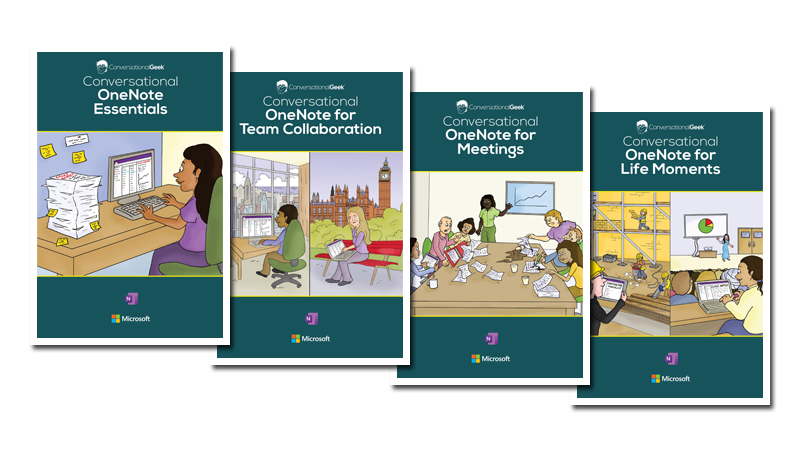 ConversationalGeek
Conversational
OneNote
Essentials
N
Microsoft
ConversationalGeek
Conversational
OneNote for
Team Collaboration
N
Microsoft
ConversationalGeek
Conversational
OneNote for
Meetings
N
Microsoft
ConversationalGeek
Conversational
OneNote for
Life Moments
N
Microsoft